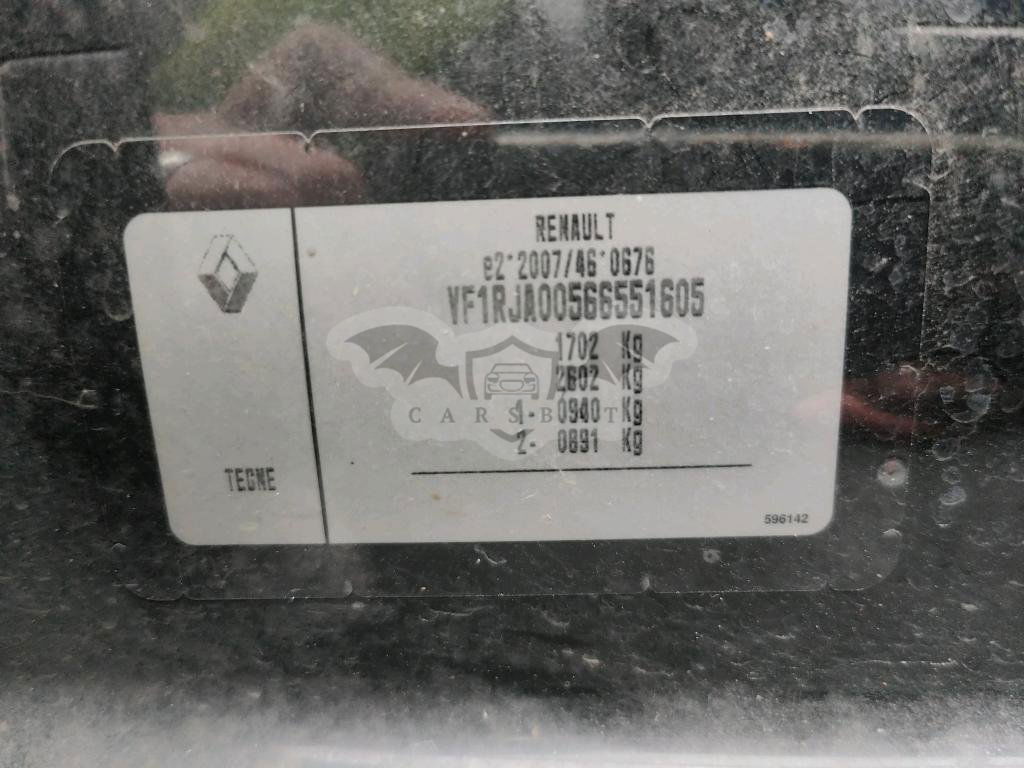 RENAULT
e2*2007/46*0676
VF1RJA00566551605
1702 Kg
2602 Kg
1- 0940 Kg
2- 0891 Kg
TEGNE
596142